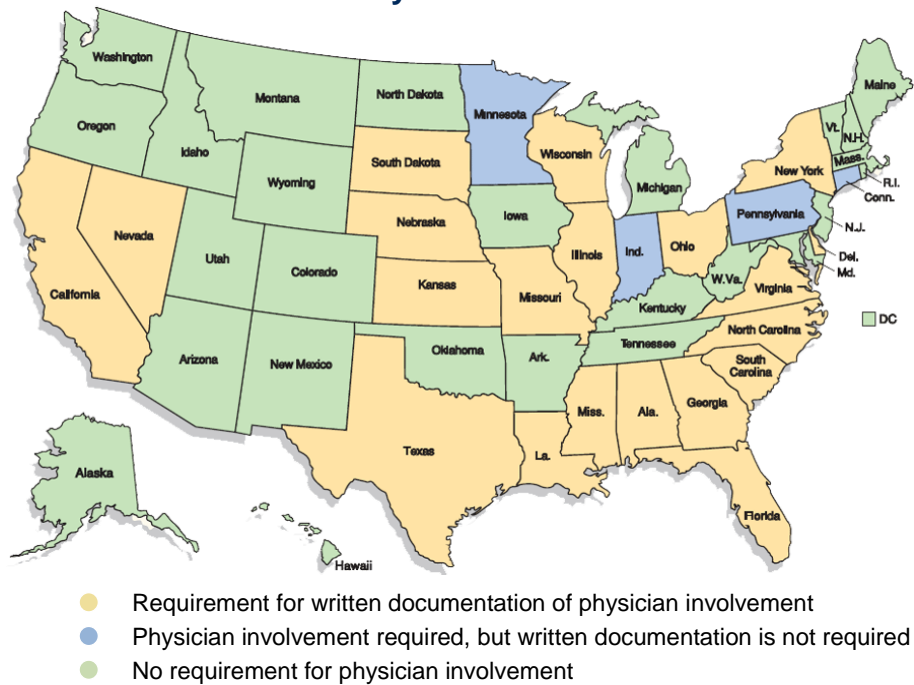 Washington
Montana
North Dakota
Minnesota
Maine
Oregon
Idaho
Vt.
N.H.
South Dakota
Wisconsin
Mass.
New York
R.I.
Wyoming
Michigan
Conn.
Iowa
Pennsylvania
N.J.
Nebraska
Nevada
Utah
Illinois
Ind.
Ohio
Del.
Md.
Colorado
W.Va.
California
Kansas
Missouri
Virginia
Kentucky
DC
North Carolina
Oklahoma
Tennessee
Arizona
New Mexico
Ark.
South
Carolina
Miss.
Ala.
Georgia
Texas
La.
Alaska
Florida
Hawaii
Requirement for written documentation of physician involvement
Physician involvement required, but written documentation is not required
No requirement for physician involvement